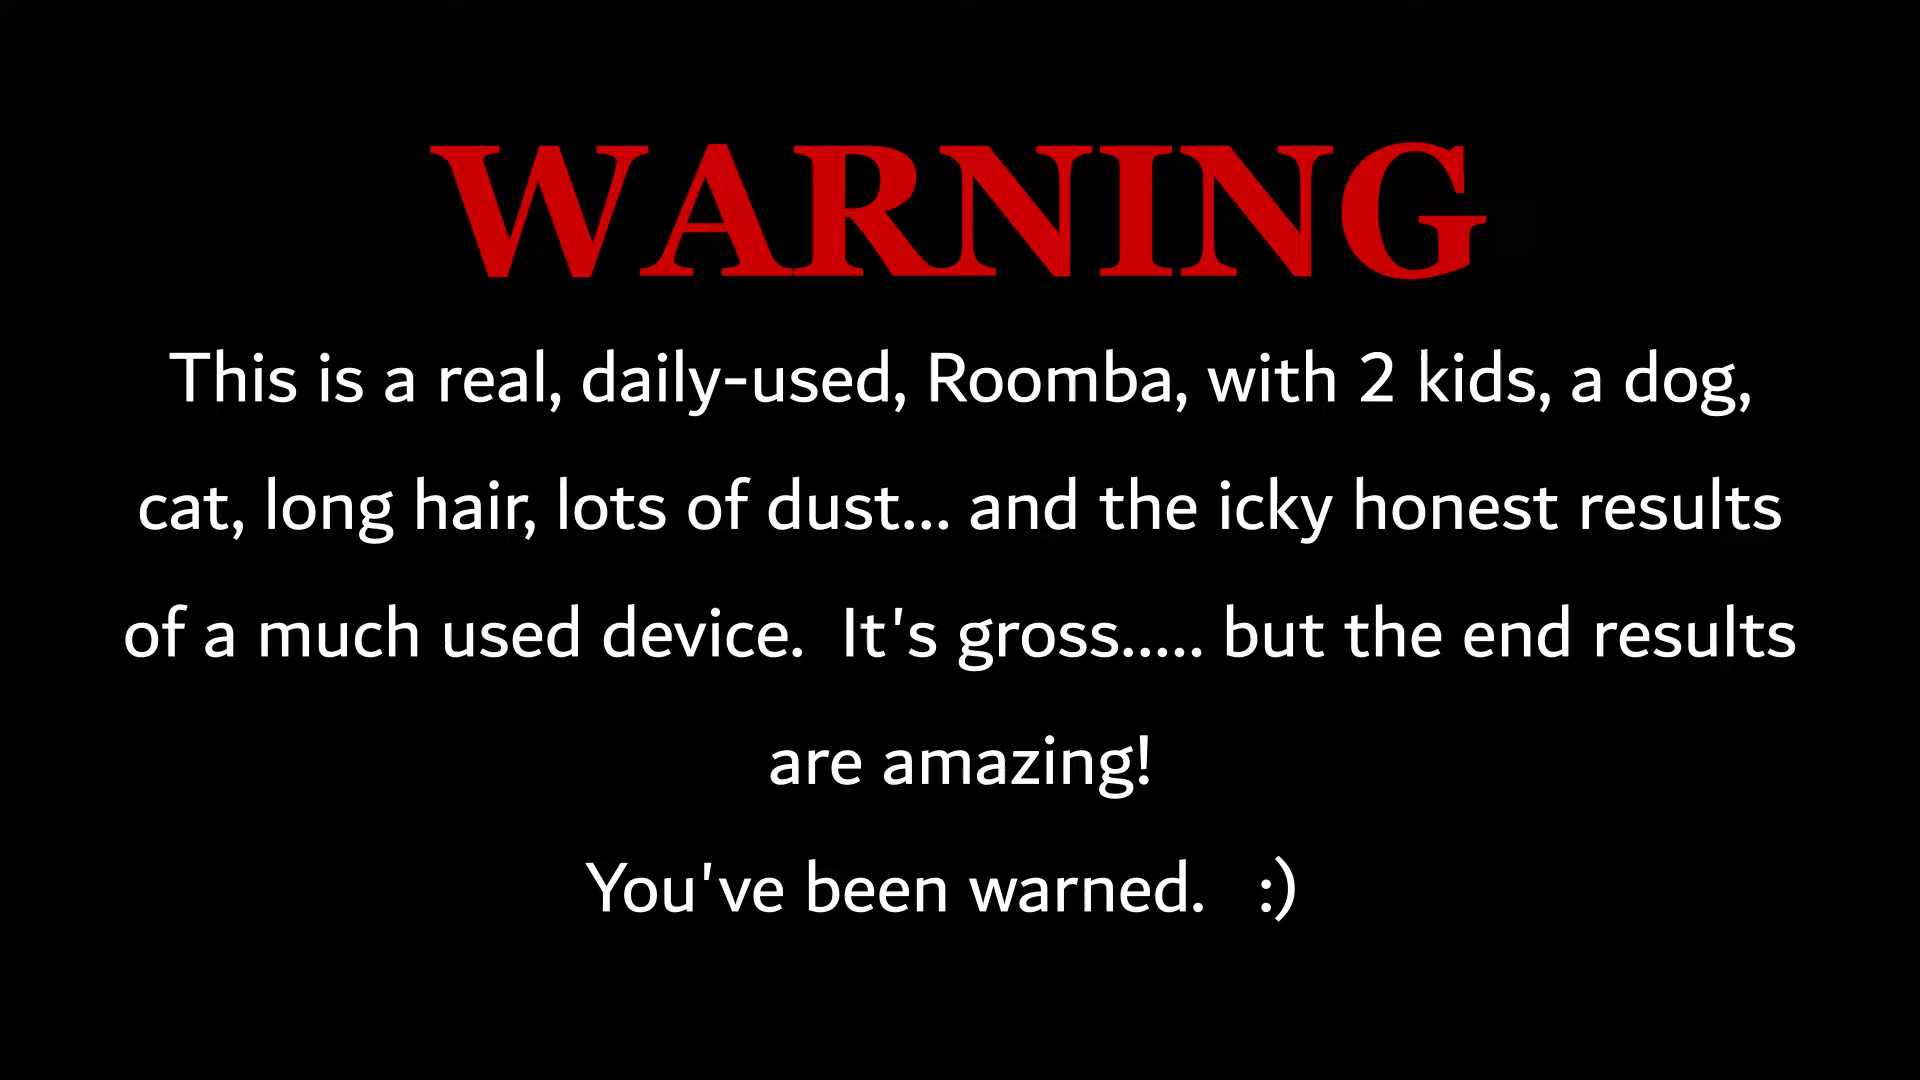 WARNING
This is a real, daily-used, Roomba, with 2 kids, a dog,
cat, long hair, lots of dust... and the icky honest results
of a much used device.  It's gross..... but the end results
are amazing!
You've been warned.   :)